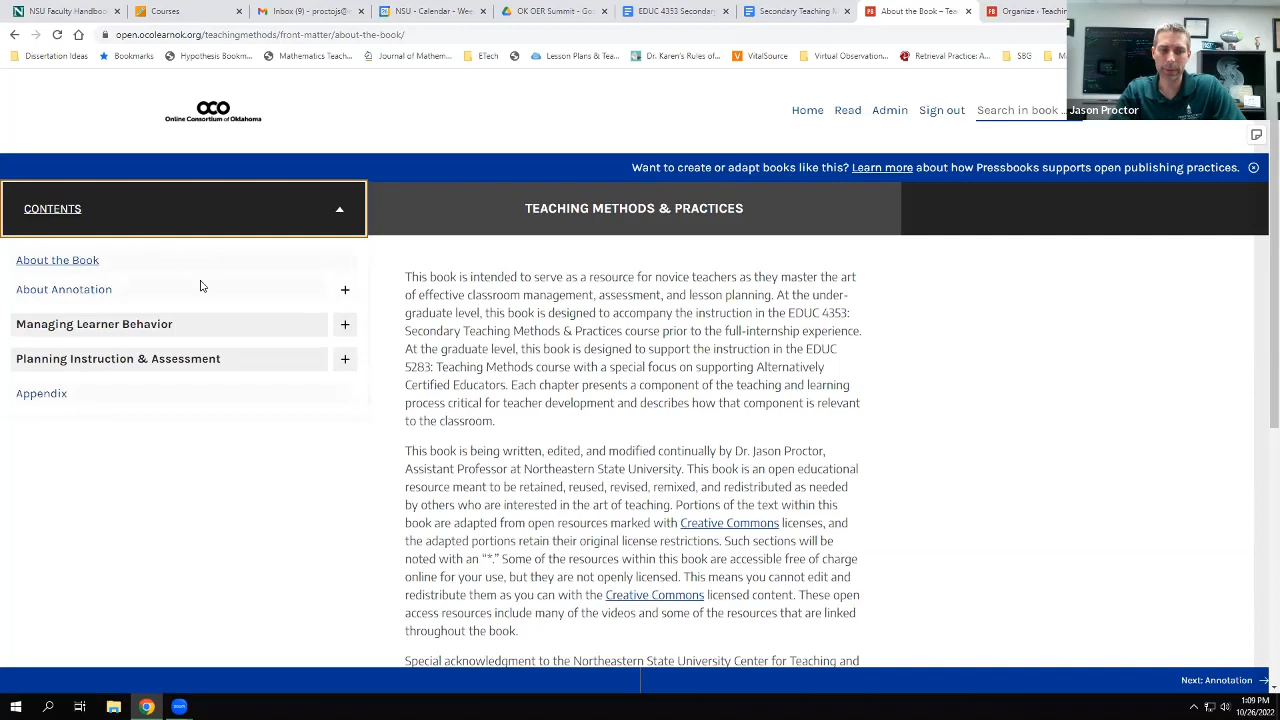 NSU Faculty Handboo
Courses
Inbox (9) - proctojs@
NSU - Calendar - Wee
OK OER Summit - Goo
EDUC 4353 Secondary
Secondary Teaching M
About the Book – Tea
Organize ‹ Teachin
open.ocolearnok.org/teachingmethods/front-matter/about-the-book/
Dissertation Ideas
Hypothesis Bookm...
Mathematics Teach...
Journal of M
ETech
Lesson Plans & Tea...
Dr. Karen's Rules o...
VitalSource
Virtual Observation...
Retrieval Practice: A...
SBG
Jason Proctor
OCO
Online Consortium of Oklahoma
Home Read Admin Sign out Search in book ...
Want to create or adapt books like this? Learn more about how Pressbooks supports open publishing practices.
CONTENTS
TEACHING METHODS & PRACTICES
About the Book
About Annotation +
Managing Learner Behavior +
Planning Instruction & Assessment +
Appendix
This book is intended to serve as a resource for novice teachers as they master the art
of effective classroom management, assessment, and lesson planning. At the under-
graduate level, this book is designed to accompany the instruction in the EDUC 4353:
Secondary Teaching Methods & Practices course prior to the full-internship experience.
At the graduate level, this book is designed to support the instruction in the EDUC
5283: Teaching Methods course with a special focus on supporting Alternatively
Certified Educators. Each chapter presents a component of the teaching and learning
process critical for teacher development and describes how that component is relevant
to the classroom.
This book is being written, edited, and modified continually by Dr. Jason Proctor,
Assistant Professor at Northeastern State University. This book is an open educational
resource meant to be retained, reused, revised, remixed, and redistributed as needed
by others who are interested in the art of teaching. Portions of the text within this
book are adapted from open resources marked with Creative Commons licenses, and
the adapted portions retain their original license restrictions. Such sections will be
noted with an “*.” Some of the resources within this book are accessible free of charge
online for your use, but they are not openly licensed. This means you cannot edit and
redistribute them as you can with the Creative Commons licensed content. These open
access resources include many of the videos and some of the resources that are linked
throughout the book.
Special acknowledgment to the Northeastern State University Center for Teaching and
Next: Annotation →
1:09 PM
10/26/2022